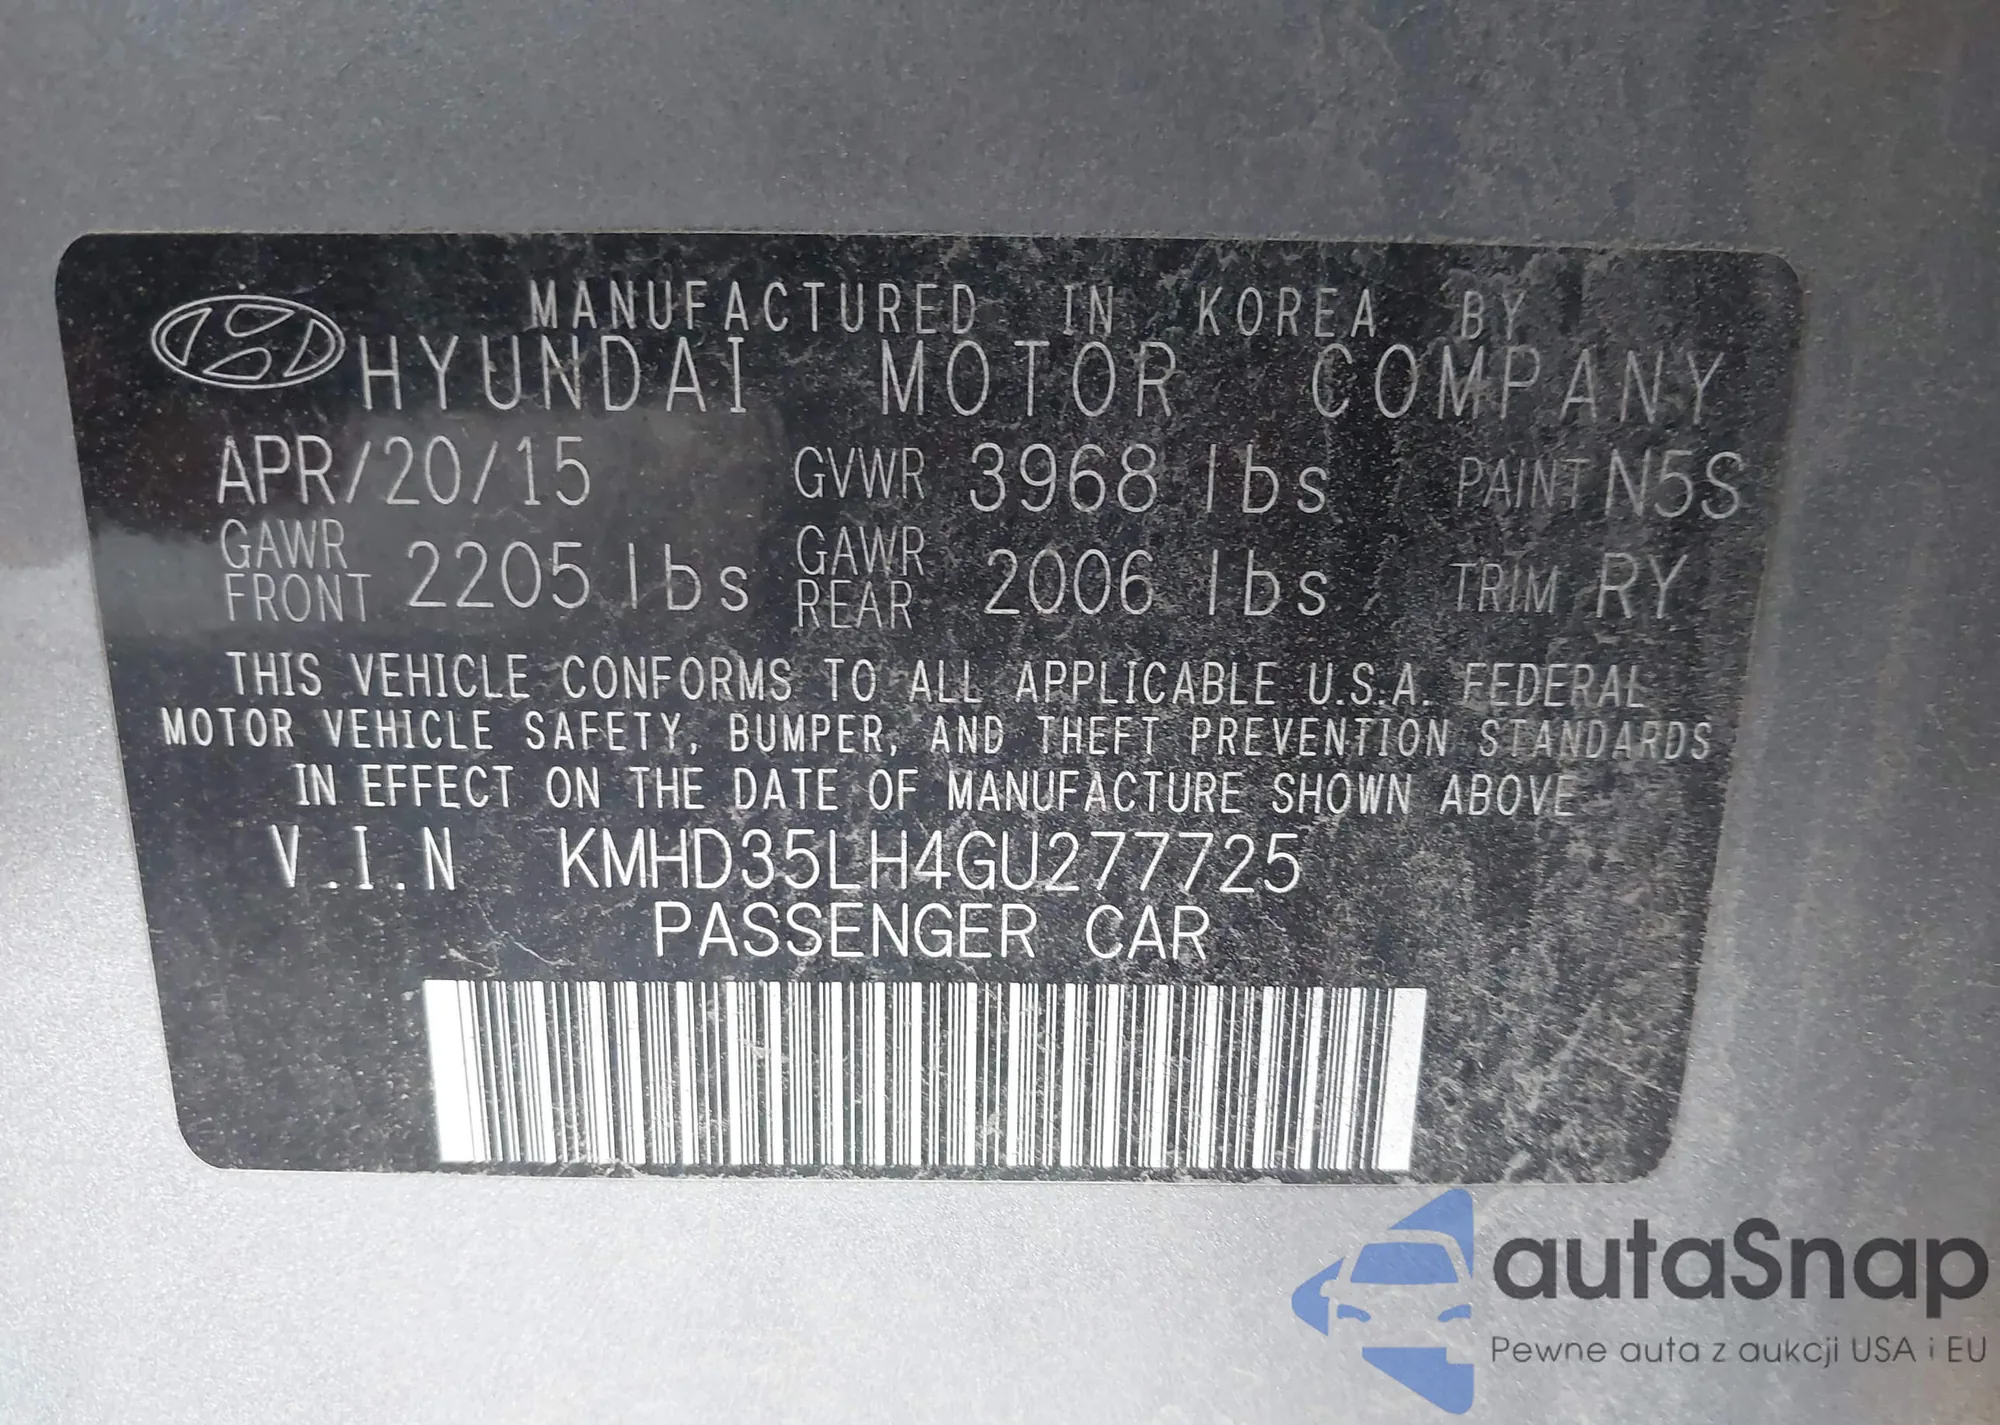 MANUFACTURED IN KOREA BY
HYUNDAI MOTOR COMPANY
APR/20/15 GVWR 3968 lbs PAINT N5S
GAWR FRONT 2205 lbs GAWR REAR 2006 lbs TRIM RY
THIS VEHICLE CONFORMS TO ALL APPLICABLE U.S.A. FEDERAL
MOTOR VEHICLE SAFETY, BUMPER, AND THEFT PREVENTION STANDARDS
IN EFFECT ON THE DATE OF MANUFACTURE SHOWN ABOVE
V.I.N KMHD35LH4GU277725
PASSENGER CAR
autaSnap
Pewne auta z aukcji USA i EU